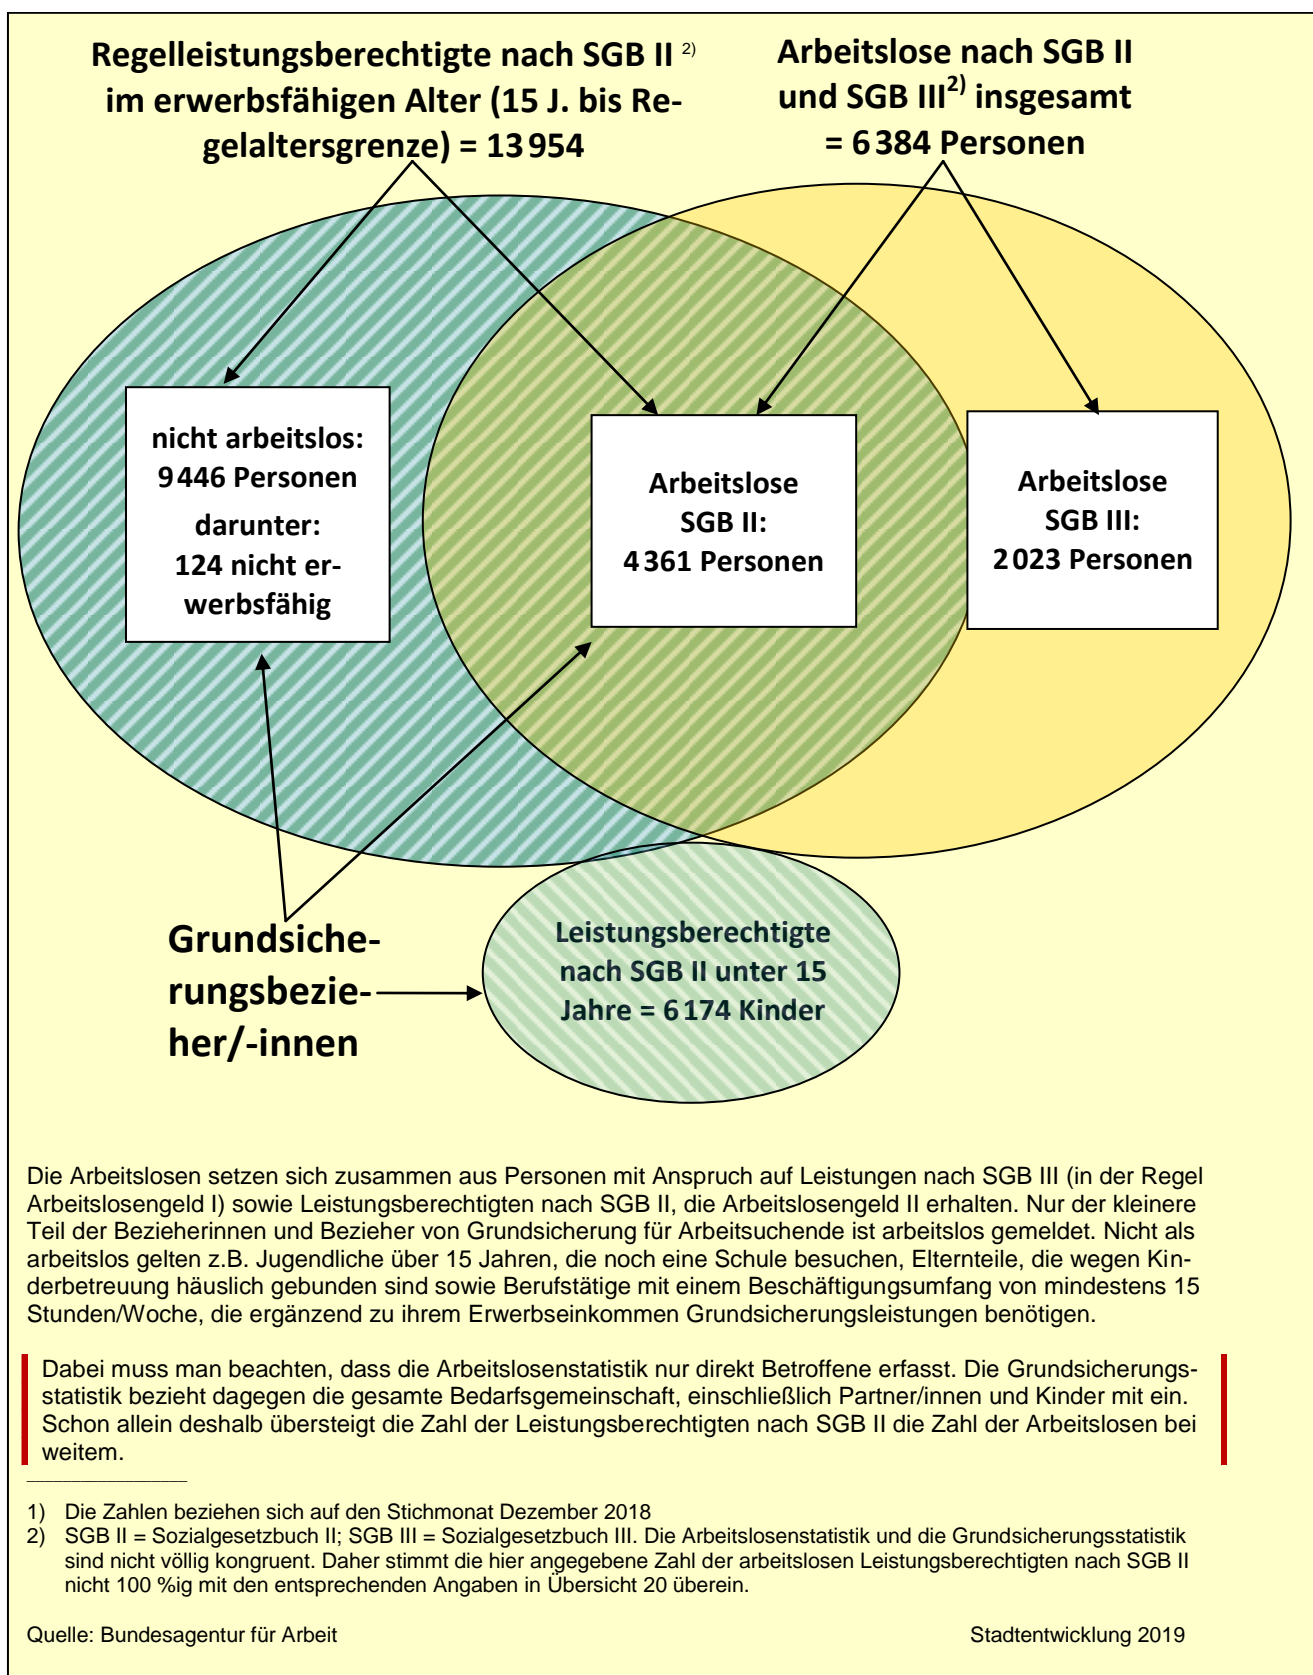 Regelleistungsberechtigte nach SGB II 2)
im erwerbsfähigen Alter (15 J. bis Re-
gelaltersgrenze) = 13 954
Arbeitslose nach SGB II
und SGB III2) insgesamt
= 6 384 Personen
nicht arbeitslos:
9 446 Personen
darunter:
124 nicht er-
werbsfähig
Arbeitslose
SGB II:
4 361 Personen
Arbeitslose
SGB III:
2 023 Personen
Grundsiche-
rungsbezie-
her/-innen
Leistungsberechtigte
nach SGB II unter 15
Jahre = 6 174 Kinder
Die Arbeitslosen setzen sich zusammen aus Personen mit Anspruch auf Leistungen nach SGB III (in der Regel
Arbeitslosengeld I) sowie Leistungsberechtigten nach SGB II, die Arbeitslosengeld II erhalten. Nur der kleinere
Teil der Bezieherinnen und Bezieher von Grundsicherung für Arbeitsuchende ist arbeitslos gemeldet. Nicht als
arbeitslos gelten z.B. Jugendliche über 15 Jahren, die noch eine Schule besuchen, Elternteile, die wegen Kin-
derbetreuung häuslich gebunden sind sowie Berufstätige mit einem Beschäftigungsumfang von mindestens 15
Stunden/Woche, die ergänzend zu ihrem Erwerbseinkommen Grundsicherungsleistungen benötigen.
Dabei muss man beachten, dass die Arbeitslosenstatistik nur direkt Betroffene erfasst. Die Grundsicherungs-
statistik bezieht dagegen die gesamte Bedarfsgemeinschaft, einschließlich Partner/innen und Kinder mit ein.
Schon allein deshalb übersteigt die Zahl der Leistungsberechtigten nach SGB II die Zahl der Arbeitslosen bei
weitem.
1) Die Zahlen beziehen sich auf den Stichmonat Dezember 2018
2) SGB II = Sozialgesetzbuch II; SGB III = Sozialgesetzbuch III. Die Arbeitslosenstatistik und die Grundsicherungsstatistik
sind nicht völlig kongruent. Daher stimmt die hier angegebene Zahl der arbeitslosen Leistungsberechtigten nach SGB II
nicht 100 %ig mit den entsprechenden Angaben in Übersicht 20 überein.
Quelle: Bundesagentur für Arbeit
Stadtentwicklung 2019